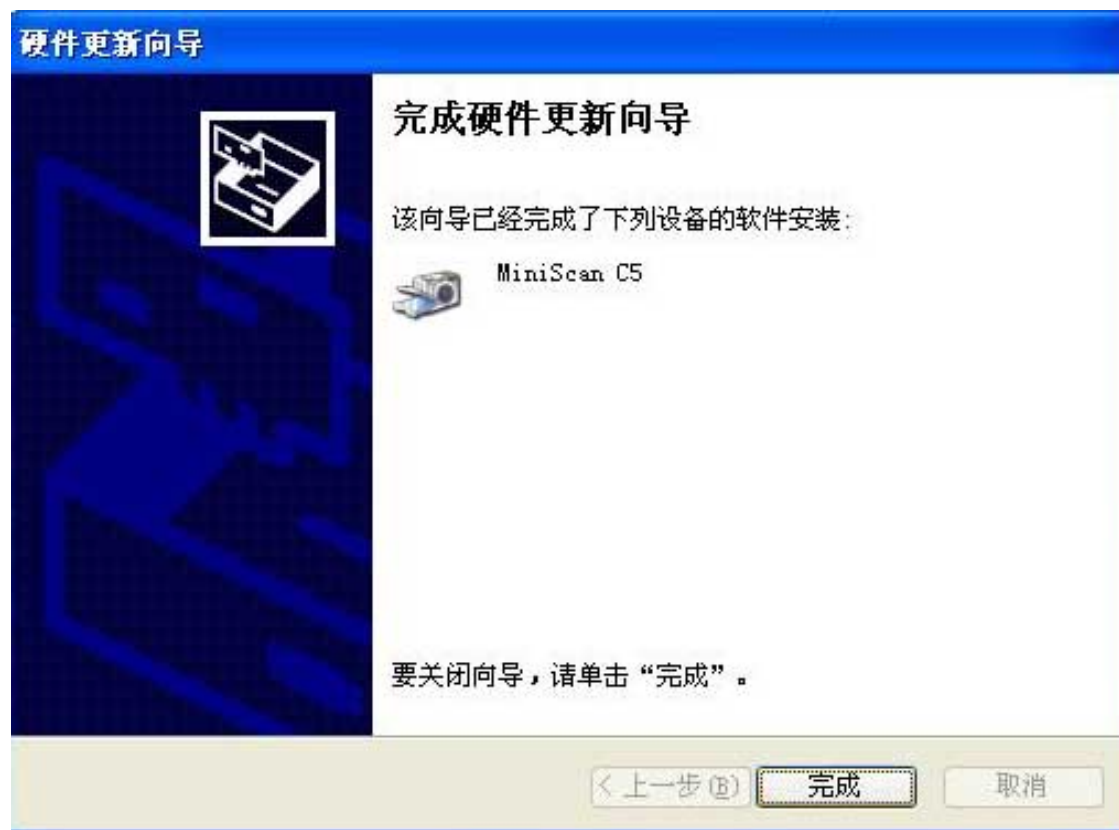 硬件更新向导
完成硬件更新向导
该向导已经完成了下列设备的软件安装:
MiniScan C5
要关闭向导，请单击“完成”。
< 上一步(B)
完成
取消